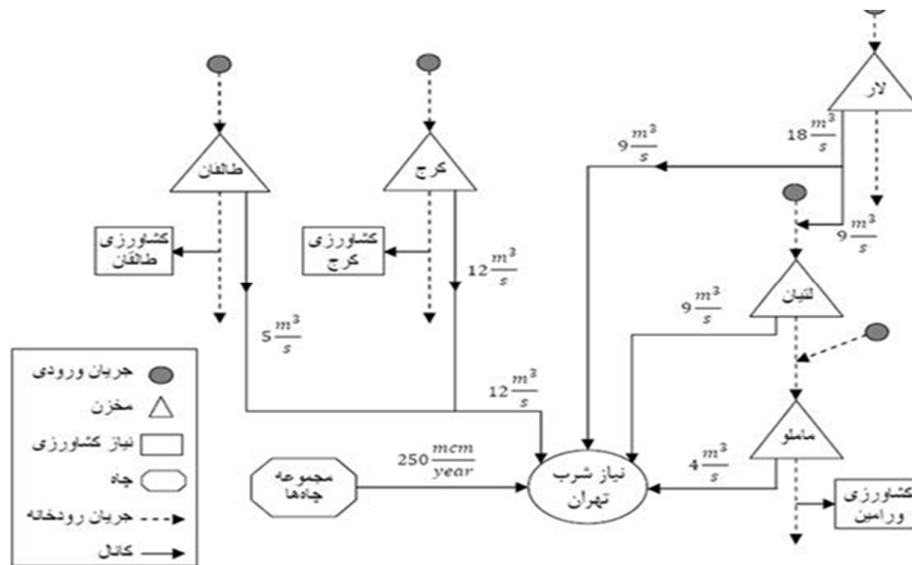 لار
18 m³/s
9 m³/s
9 m³/s
طالقان
کرج
کشاورزی
طالقان
کشاورزی
کرج
12 m³/s
5 m³/s
لتیان
9 m³/s
12 m³/s
ماملو
4 m³/s
نیاز شرب
تهران
250 mcm/year
مجموعه
چاه‌ها
کشاورزی
ورامین
جریان ورودی
مخزن
نیاز کشاورزی
چاه
جریان رودخانه
کانال